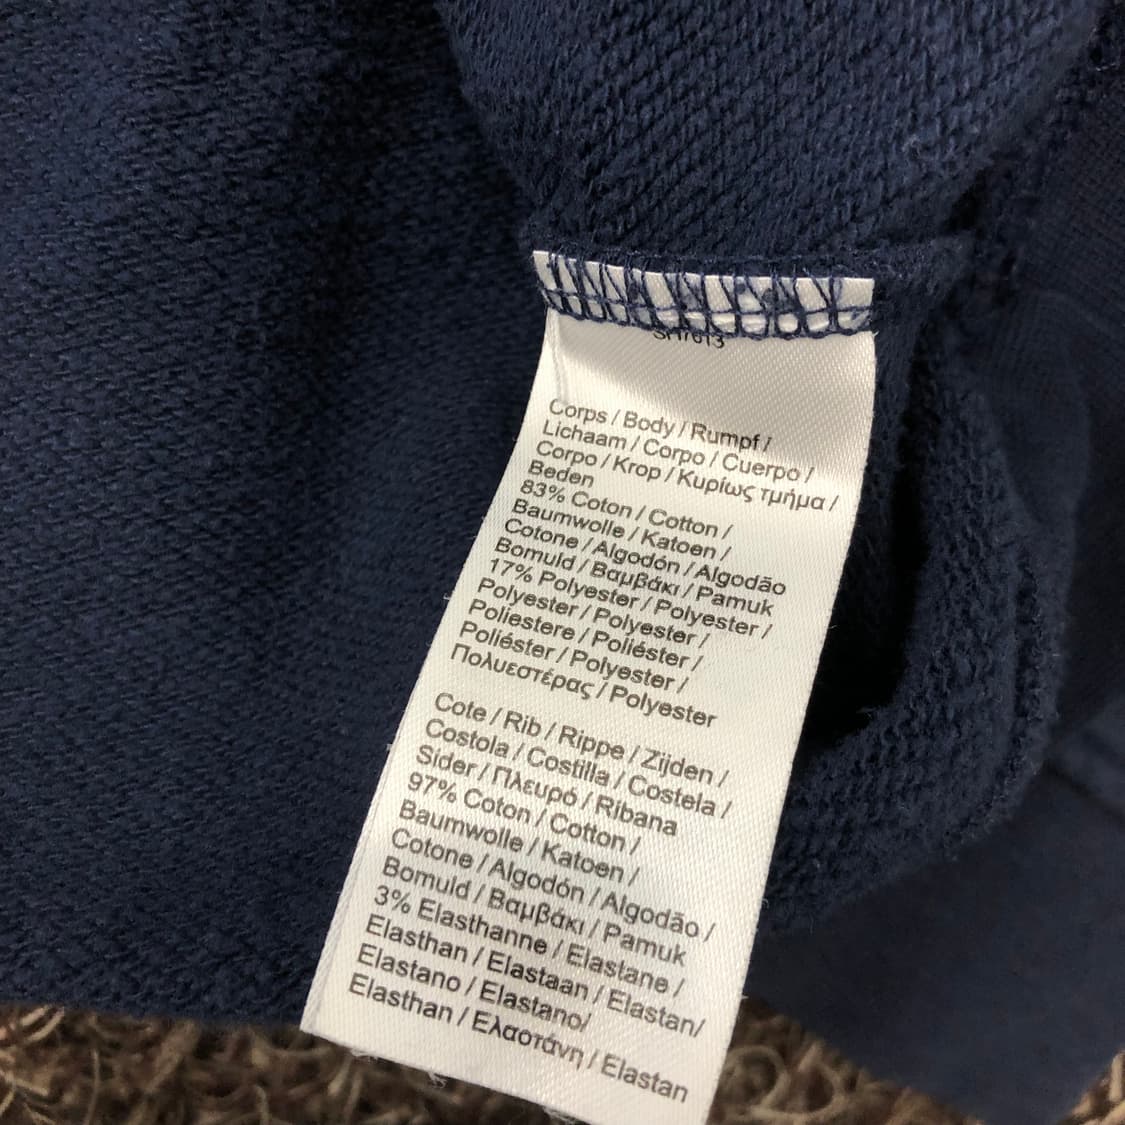 SH7613
Corps / Body / Rumpf /
Lichaam / Corpo / Cuerpo /
Corpo / Krop / Κυρίως τμήμα /
Beden
83% Coton / Cotton /
Baumwolle / Katoen /
Cotone / Algodón / Algodão
Bomuld / Βαμβάκι / Pamuk
17% Polyester / Polyester /
Polyester / Polyester /
Poliestere / Poliéster /
Poliéster / Polyester /
Πολυεστέρας / Polyester
Cote / Rib / Rippe / Zijden /
Costola / Costilla / Costela /
Sider / Πλευρό / Ribana
97% Coton / Cotton /
Baumwolle / Katoen /
Cotone / Algodón / Algodão /
Bomuld / Βαμβάκι / Pamuk
3% Elasthanne / Elastane /
Elasthan / Elastaan / Elastan/
Elastano / Elastano/
Elasthan / Ελαστάνη / Elastan